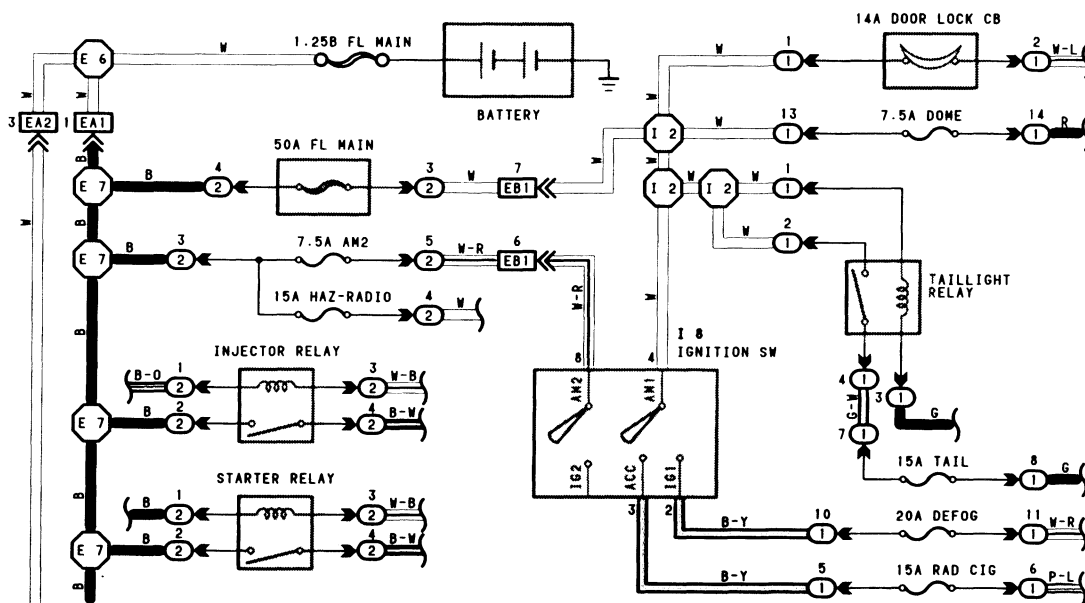 14A DOOR LOCK CB
1.25B FL MAIN
W
E 6
BATTERY
W
1
1
2
1
W-L
W
W
W
3 EA2
1 EA1
7.5A DOME
I 2
W
13
1
14
1
R
B
50A FL MAIN
E 7
B
4
2
3
2
W
7
EB1
W
W
I 2
W
I 2
W
1
1
W
B
W
2
1
7.5A AM2
E 7
B
3
2
5
2
W-R
6
EB1
TAILLIGHT
RELAY
15A HAZ-RADIO
4
2
W
W-R
W
B
I 8
IGNITION SW
INJECTOR RELAY
8
4
B-O
1
2
3
2
W-B
AM2
AM1
4
1
3
1
G-W
G
E 7
B
2
2
4
2
B-W
7
1
IG2
ACC
IG1
15A TAIL
8
1
G
STARTER RELAY
B
B
1
2
3
2
W-B
3
2
B-Y
10
1
20A DEFOG
11
1
W-R
E 7
B
2
2
4
2
B-W
B-Y
5
1
15A RAD CIG
6
1
P-L
B